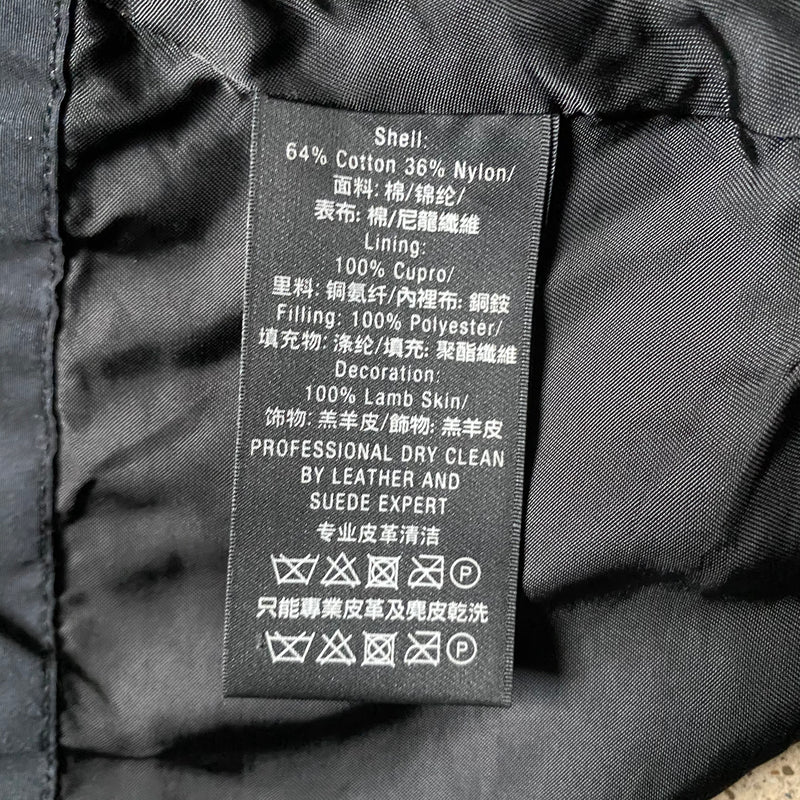 Shell:
64% Cotton 36% Nylon/
面料: 棉/锦纶/
表布: 棉/尼龍纖維
Lining:
100% Cupro/
里料: 铜氨纤/內裡布: 銅銨
Filling: 100% Polyester/
填充物: 涤纶/填充: 聚酯纖維
Decoration:
100% Lamb Skin/
饰物: 羔羊皮/飾物: 羔羊皮
PROFESSIONAL DRY CLEAN
BY LEATHER AND
SUEDE EXPERT
专业皮革清洁
P
只能專業皮革及麂皮乾洗
P